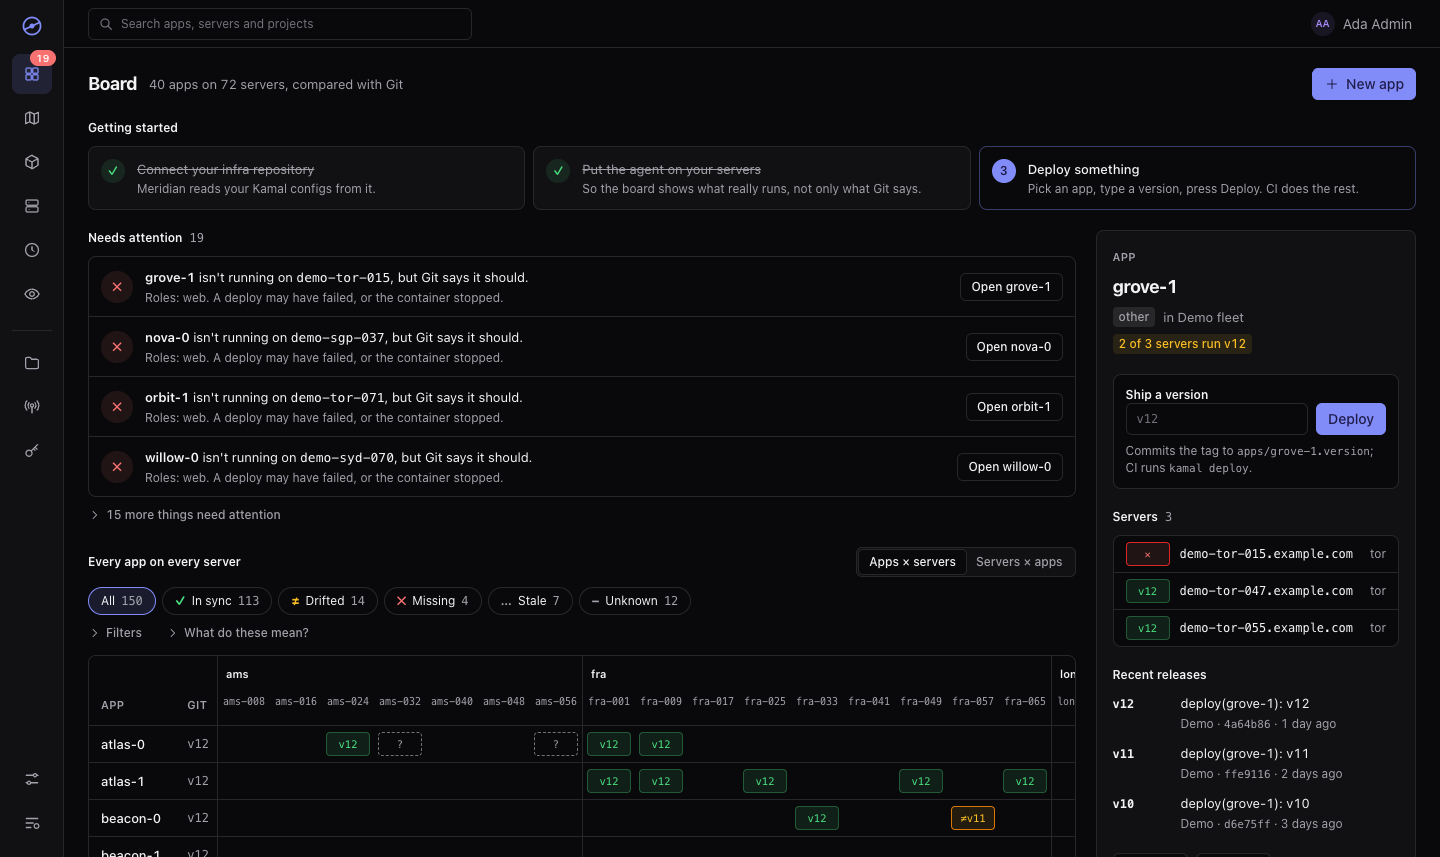 Search apps, servers and projects
AA Ada Admin
19
Board 40 apps on 72 servers, compared with Git
+ New app
Getting started
Connect your infra repository
Meridian reads your Kamal configs from it.
Put the agent on your servers
So the board shows what really runs, not only what Git says.
3 Deploy something
Pick an app, type a version, press Deploy. CI does the rest.
Needs attention 19
grove-1 isn't running on demo-tor-015, but Git says it should.
Roles: web. A deploy may have failed, or the container stopped.
Open grove-1
nova-0 isn't running on demo-sgp-037, but Git says it should.
Roles: web. A deploy may have failed, or the container stopped.
Open nova-0
orbit-1 isn't running on demo-tor-071, but Git says it should.
Roles: web. A deploy may have failed, or the container stopped.
Open orbit-1
willow-0 isn't running on demo-syd-070, but Git says it should.
Roles: web. A deploy may have failed, or the container stopped.
Open willow-0
15 more things need attention
Every app on every server
Apps × servers Servers × apps
All 150 In sync 113 ≠ Drifted 14 Missing 4 … Stale 7 – Unknown 12
Filters What do these mean?
ams fra lon
APP GIT ams-008 ams-016 ams-024 ams-032 ams-040 ams-048 ams-056 fra-001 fra-009 fra-017 fra-025 fra-033 fra-041 fra-049 fra-057 fra-065 lon
atlas-0 v12 v12 ? ? v12 v12
atlas-1 v12 v12 v12 v12 v12 v12
beacon-0 v12 v12 ≠v11
beacon-1 v12
APP
grove-1
other in Demo fleet
2 of 3 servers run v12
Ship a version
v12 Deploy
Commits the tag to apps/grove-1.version;
CI runs kamal deploy.
Servers 3
× demo-tor-015.example.com tor
v12 demo-tor-047.example.com tor
v12 demo-tor-055.example.com tor
Recent releases
v12 deploy(grove-1): v12
Demo · 4a64b86 · 1 day ago
v11 deploy(grove-1): v11
Demo · ffe9116 · 2 days ago
v10 deploy(grove-1): v10
Demo · d6e75ff · 3 days ago